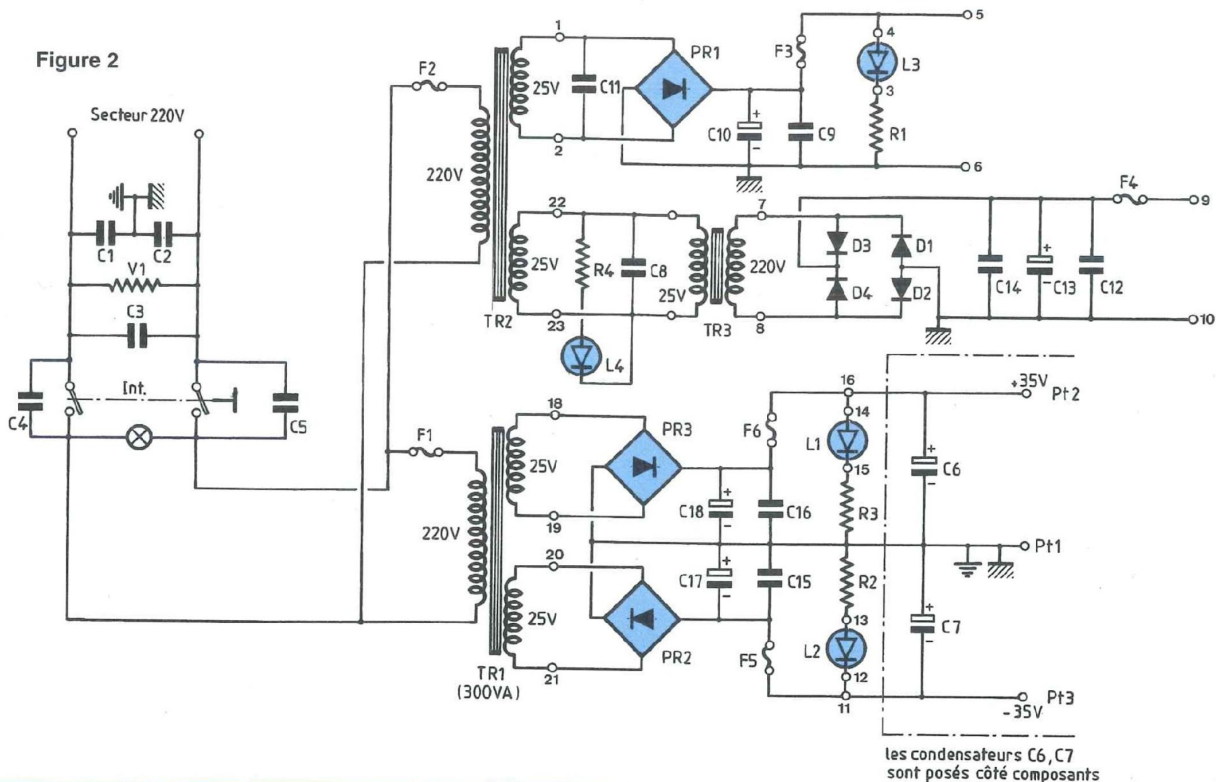 Figure 2
Secteur 220V
C1
C2
V1
C3
C4
Int.
C5
F2
220V
TR2
1
25V
C11
2
PR1
C10
+
-
C9
F3
5
4
L3
3
R1
6
22
25V
23
R4
C8
L4
25V
TR3
7
220V
8
D3
D1
D4
D2
C14
+
C13
-
C12
F4
9
10
F1
220V
TR1
(300VA)
18
25V
19
20
25V
21
PR3
PR2
F6
C18
+
-
C16
C17
+
-
C15
F5
16
14
L1
15
R3
R2
13
L2
12
11
+35V
Pt2
+
C6
-
Pt1
+
C7
-
Pt3
-35V
les condensateurs C6,C7
sont posés côté composants